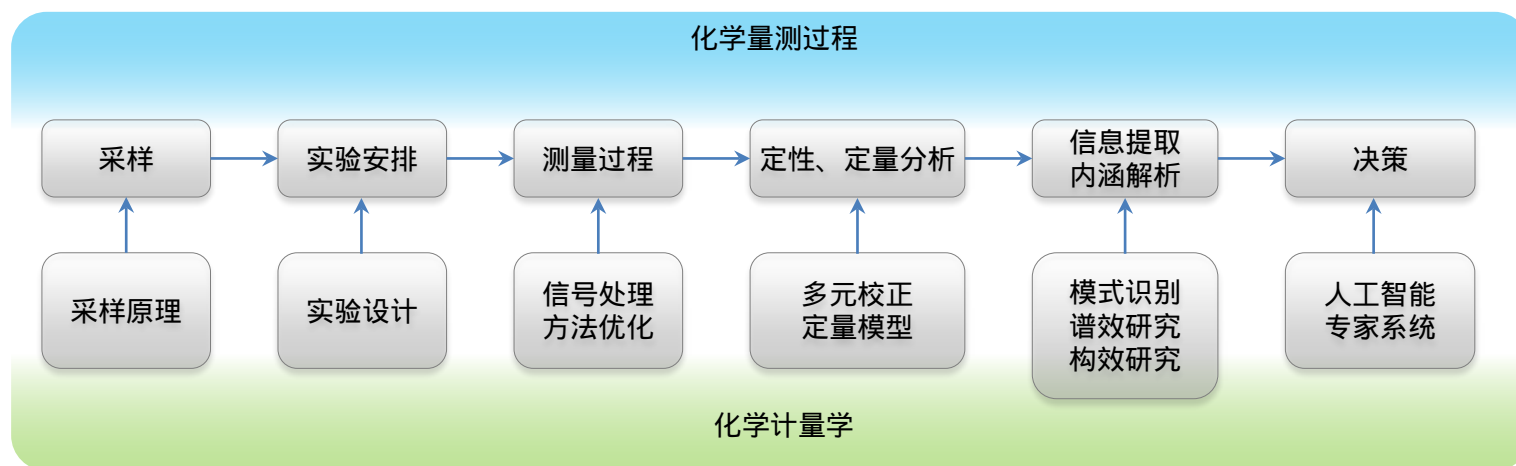 化学量测过程
采样
实验安排
测量过程
定性、定量分析
信息提取
内涵解析
决策
采样原理
实验设计
信号处理
方法优化
多元校正
定量模型
模式识别
谱效研究
构效研究
人工智能
专家系统
化学计量学